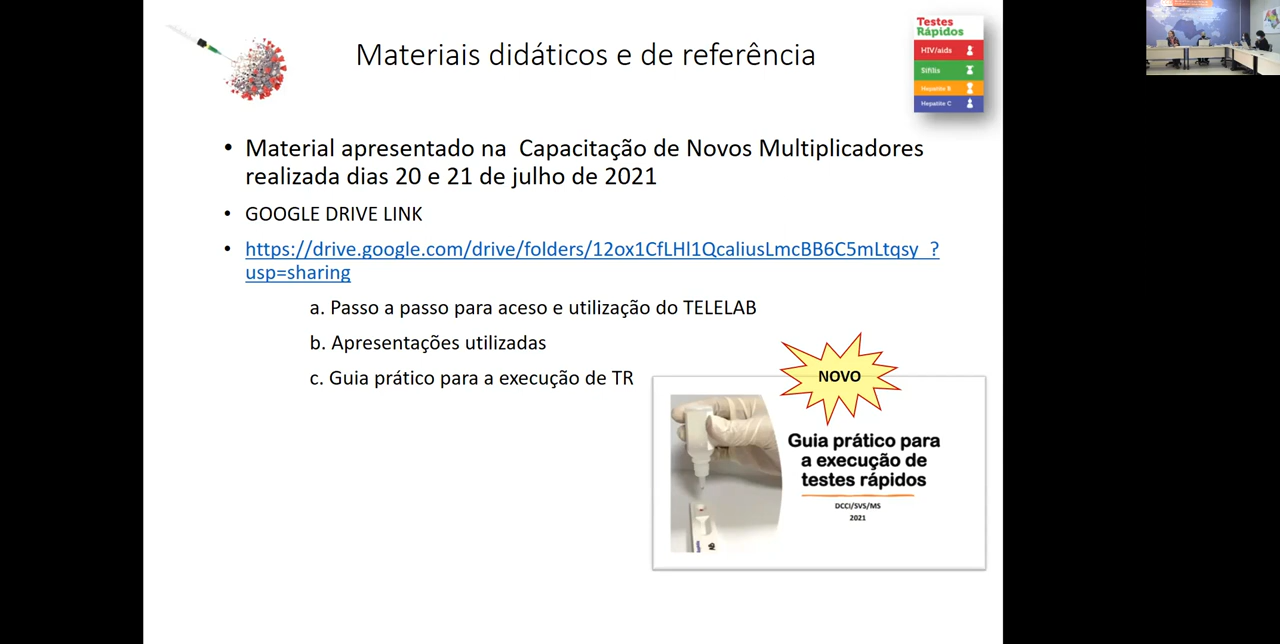 Testes
Rápidos
HIV/aids
Sífilis
Hepatite B
Hepatite C
Materiais didáticos e de referência
• Material apresentado na Capacitação de Novos Multiplicadores
realizada dias 20 e 21 de julho de 2021
• GOOGLE DRIVE LINK
• https://drive.google.com/drive/folders/12ox1CfLHl1QcaliusLmcBB6C5mLtqsy_?
usp=sharing
a. Passo a passo para aceso e utilização do TELELAB
b. Apresentações utilizadas
c. Guia prático para a execução de TR
NOVO
Guia prático para
a execução de
testes rápidos
DCCI/SVS/MS
2021